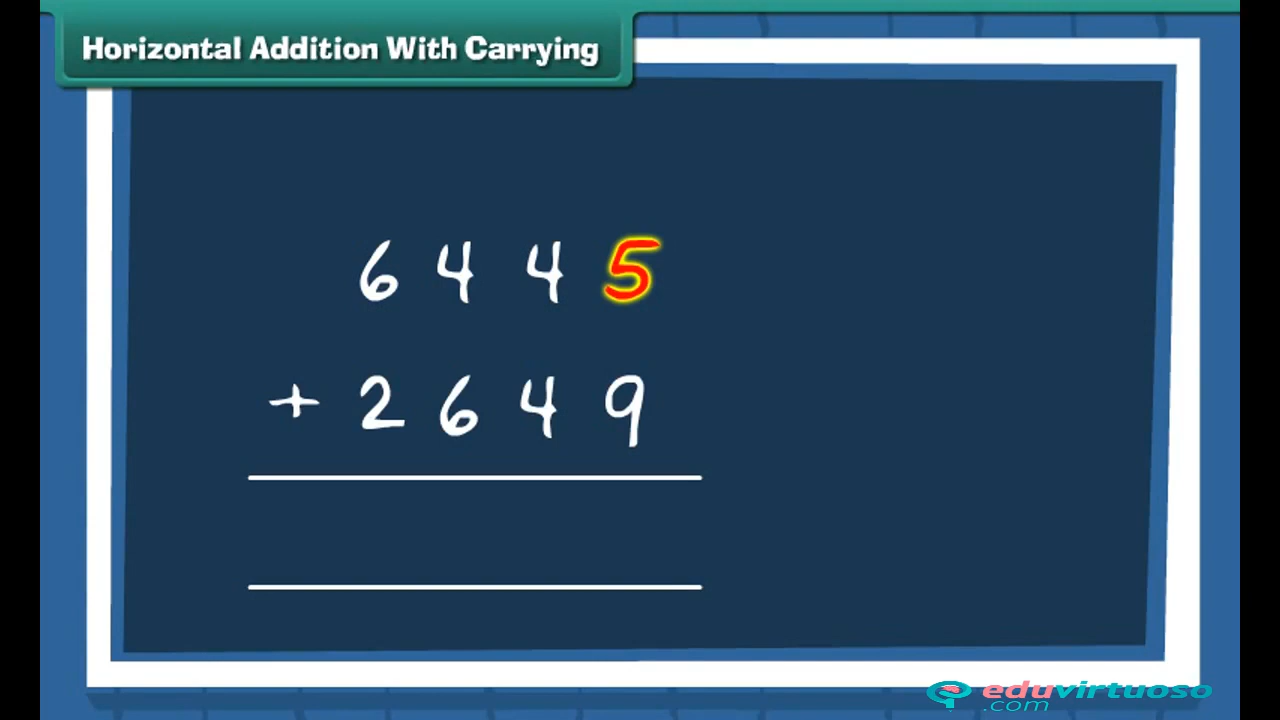 Horizontal Addition With Carrying
6 4 4 5
+ 2 6 4 9
eduvirtuoso
.com